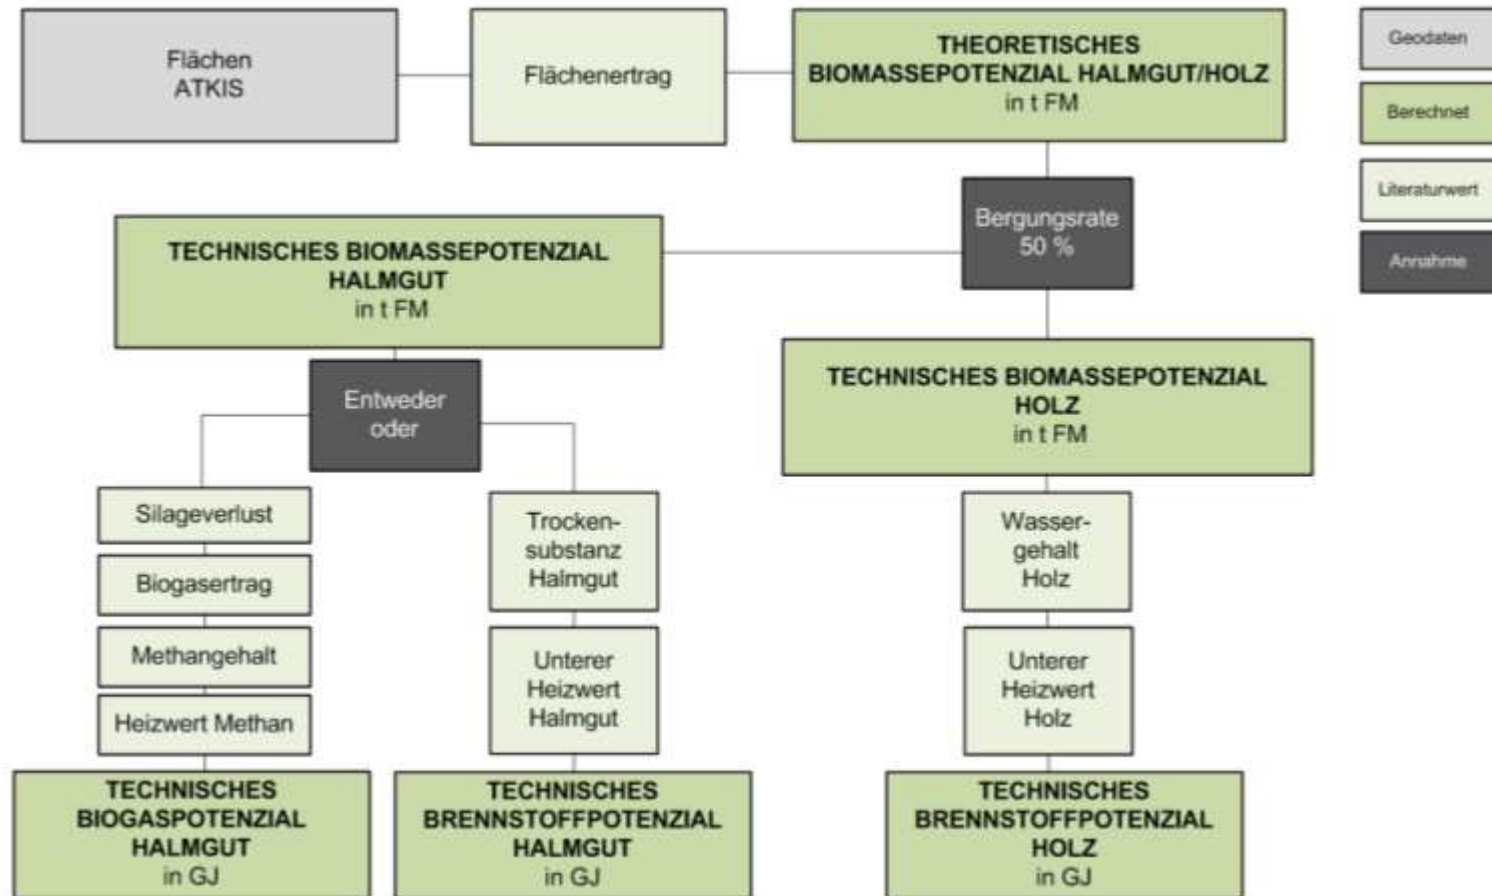 Flächen
ATKIS
Flächenertrag
THEORETISCHES
BIOMASSEPOTENZIAL HALMGUT/HOLZ
in t FM
Geodaten
Berechnet
Literaturwert
Annahme
Bergungsrate
50 %
TECHNISCHES BIOMASSEPOTENZIAL
HALMGUT
in t FM
Entweder
oder
TECHNISCHES BIOMASSEPOTENZIAL
HOLZ
in t FM
Silageverlust
Biogasertrag
Methangehalt
Heizwert Methan
Trocken-
substanz
Halmgut
Unterer
Heizwert
Halmgut
Wasser-
gehalt
Holz
Unterer
Heizwert
Holz
TECHNISCHES
BIOGASPOTENZIAL
HALMGUT
in GJ
TECHNISCHES
BRENNSTOFFPOTENZIAL
HALMGUT
in GJ
TECHNISCHES
BRENNSTOFFPOTENZIAL
HOLZ
in GJ